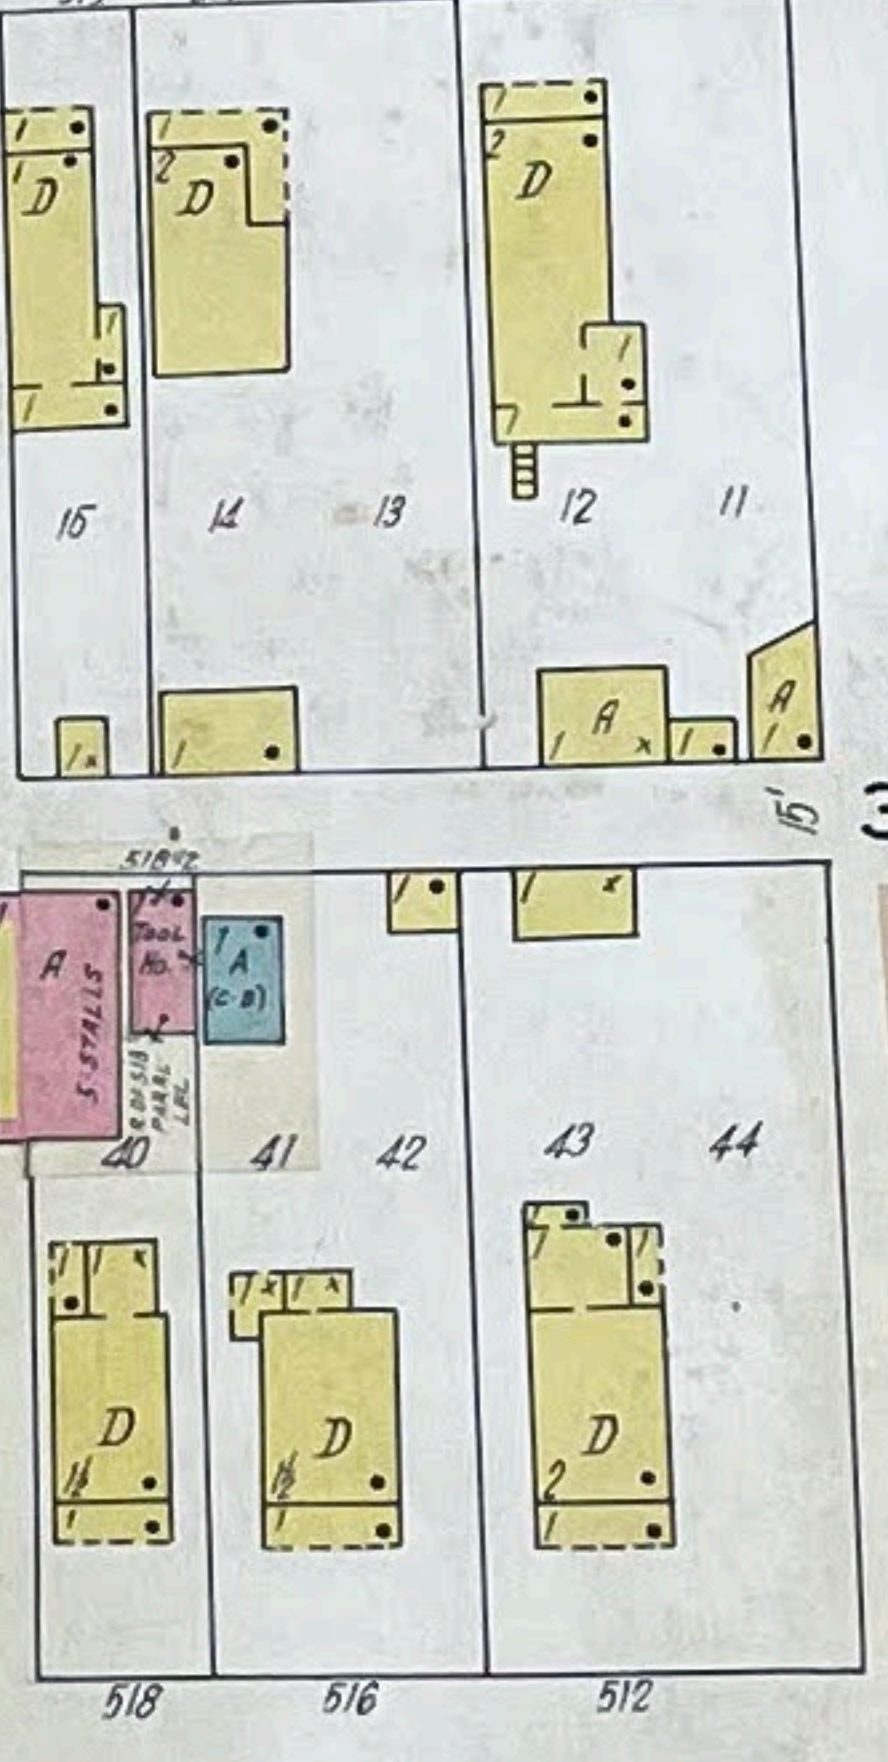 1 1 1
1 2 2
D D D
1 1
1 1
15 14 13 12 11
A A
1 x 1 1 x 1 1
15'
(3
518 1/2
1 x
A TOOL HO. 1 A (C-B)
5-STALLS
40 41 42 43 44
1 1 x 1 x 1 x 1 1 1
D D D
1½ 1½ 2
1 1 1
518 516 512